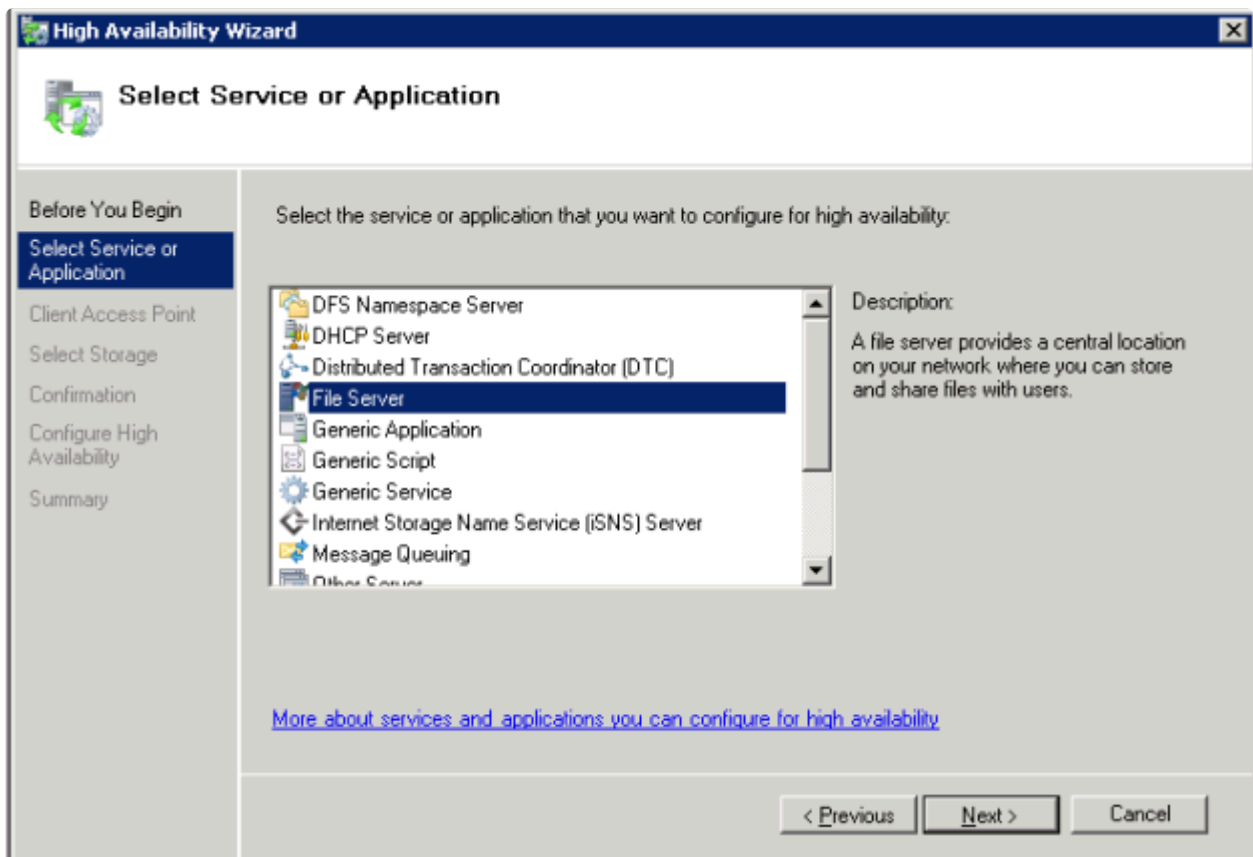 High Availability Wizard
Select Service or Application
Before You Begin
Select Service or
Application
Client Access Point
Select Storage
Confirmation
Configure High
Availability
Summary
Select the service or application that you want to configure for high availability:
DFS Namespace Server
DHCP Server
Distributed Transaction Coordinator (DTC)
File Server
Generic Application
Generic Script
Generic Service
Internet Storage Name Service (iSNS) Server
Message Queuing
Other Server
Description:
A file server provides a central location
on your network where you can store
and share files with users.
More about services and applications you can configure for high availability
< Previous
Next >
Cancel